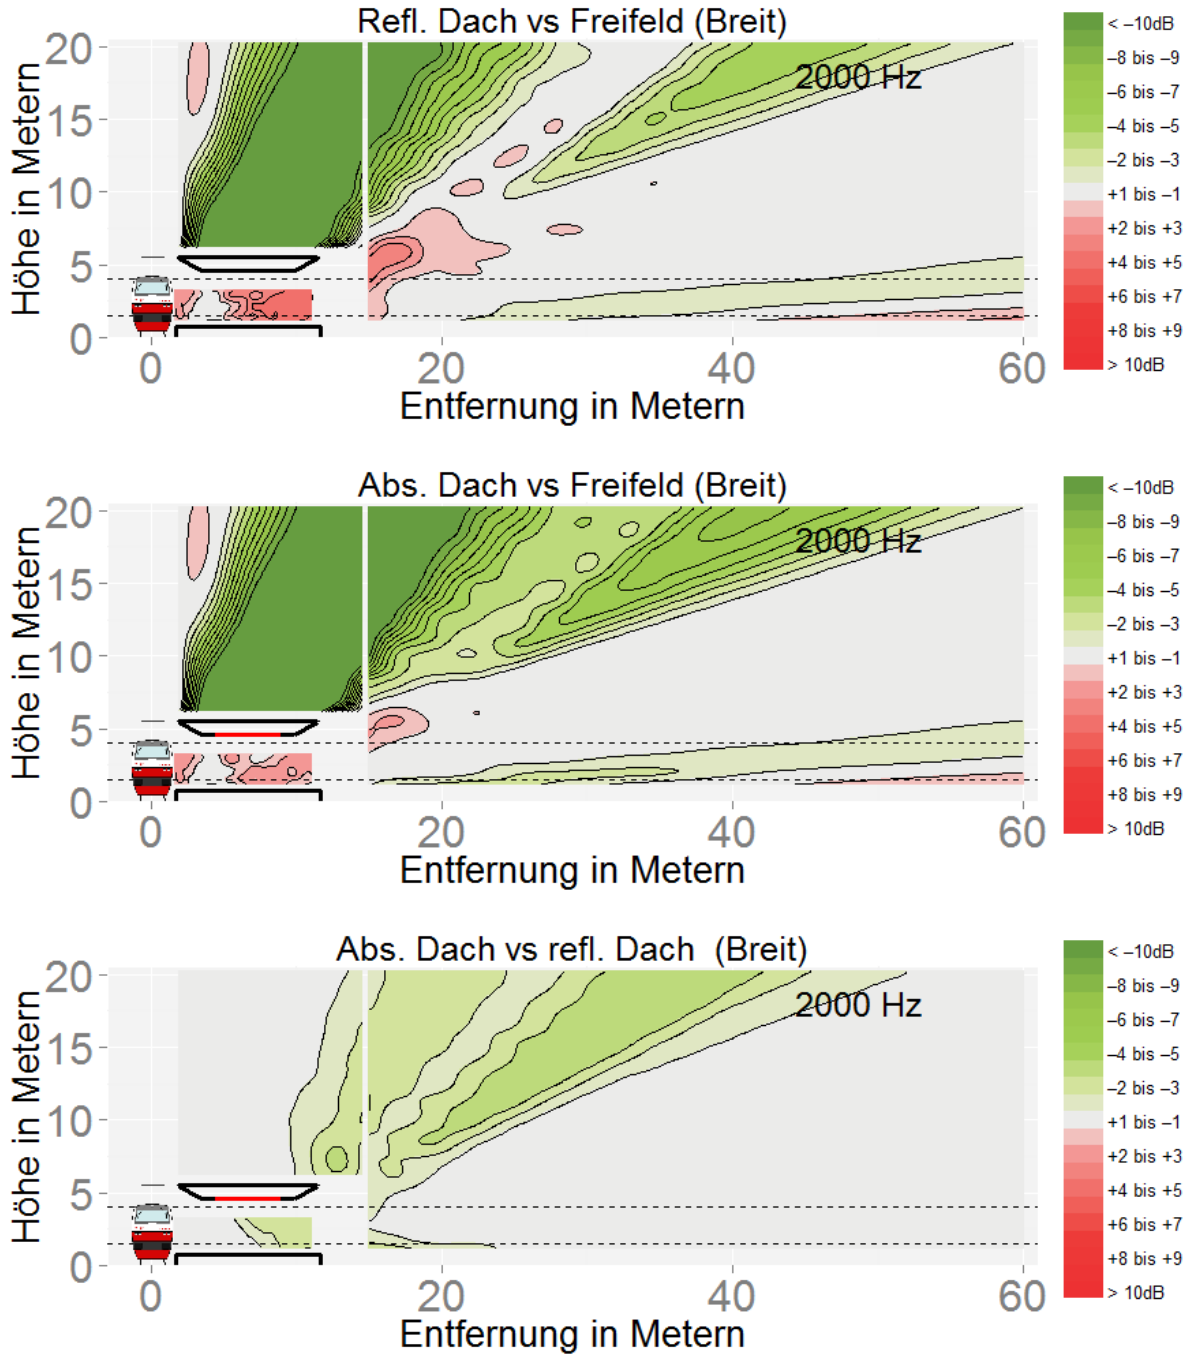 Refl. Dach vs Freifeld (Breit)
2000 Hz
Höhe in Metern
20
15
10
5
0
0
20
40
60
Entfernung in Metern
< –10dB
–8 bis –9
–6 bis –7
–4 bis –5
–2 bis –3
+1 bis –1
+2 bis +3
+4 bis +5
+6 bis +7
+8 bis +9
> 10dB
Abs. Dach vs Freifeld (Breit)
2000 Hz
Höhe in Metern
20
15
10
5
0
0
20
40
60
Entfernung in Metern
< –10dB
–8 bis –9
–6 bis –7
–4 bis –5
–2 bis –3
+1 bis –1
+2 bis +3
+4 bis +5
+6 bis +7
+8 bis +9
> 10dB
Abs. Dach vs refl. Dach (Breit)
2000 Hz
Höhe in Metern
20
15
10
5
0
0
20
40
60
Entfernung in Metern
< –10dB
–8 bis –9
–6 bis –7
–4 bis –5
–2 bis –3
+1 bis –1
+2 bis +3
+4 bis +5
+6 bis +7
+8 bis +9
> 10dB